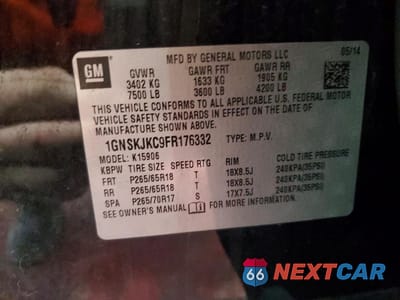 GM
MFD BY GENERAL MOTORS LLC
05/14
GVWR GAWR FRT GAWR RR
3402 KG 1633 KG 1905 KG
7500 LB 3600 LB 4200 LB
THIS VEHICLE CONFORMS TO ALL APPLICABLE U.S. FEDERAL MOTOR
VEHICLE SAFETY STANDARDS IN EFFECT ON THE DATE OF
MANUFACTURE SHOWN ABOVE.
1GNSKJKC9FR176332 TYPE: M.P.V.
MODEL: K15906
KBPW TIRE SIZE SPEED RTG RIM COLD TIRE PRESSURE
FRT P265/65R18 T 18X8.5J 240KPA(35PSI)
RR P265/65R18 T 18X8.5J 240KPA(35PSI)
SPA P265/70R17 S 17X7.5J 240KPA(35PSI)
SEE OWNER'S MANUAL FOR MORE INFORMATION.
66 NEXTCAR